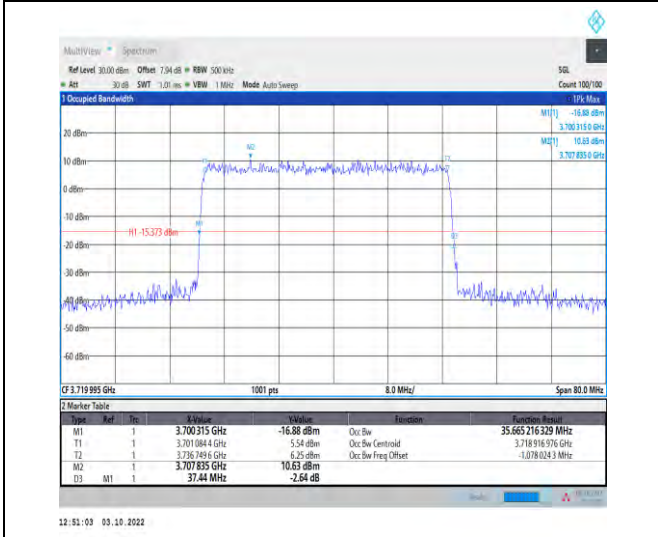 MultiView Spectrum
Ref Level 30.00 dBm Offset 7.94 dB RBW 500 kHz SGL
Att 30 dB SWT 1.01 ms VBW 1 MHz Mode Auto Sweep Count 100/100
1 Occupied Bandwidth 1Pk Max
M1[1] -16.88 dBm
3.700 315 0 GHz
M2[1] 10.63 dBm
3.707 835 0 GHz
20 dBm
M2
10 dBm
T1
0 dBm
-10 dBm
M1
H1 -15.373 dBm
D3
-20 dBm
-30 dBm
-40 dBm
-50 dBm
-60 dBm
CF 3.719 995 GHz 1001 pts 8.0 MHz/ Span 80.0 MHz
2 Marker Table
Type Ref Trc X-Value Y-Value Function Function Result
M1 1 3.700 315 GHz -16.88 dBm Occ Bw 35.665 216 329 MHz
T1 1 3.701 084 4 GHz 5.54 dBm Occ Bw Centroid 3.718 916 976 GHz
T2 1 3.736 749 6 GHz 6.25 dBm Occ Bw Freq Offset -1.078 024 3 MHz
M2 1 3.707 835 GHz 10.63 dBm
D3 M1 1 37.44 MHz -2.64 dB
12:51:03 03.10.2022